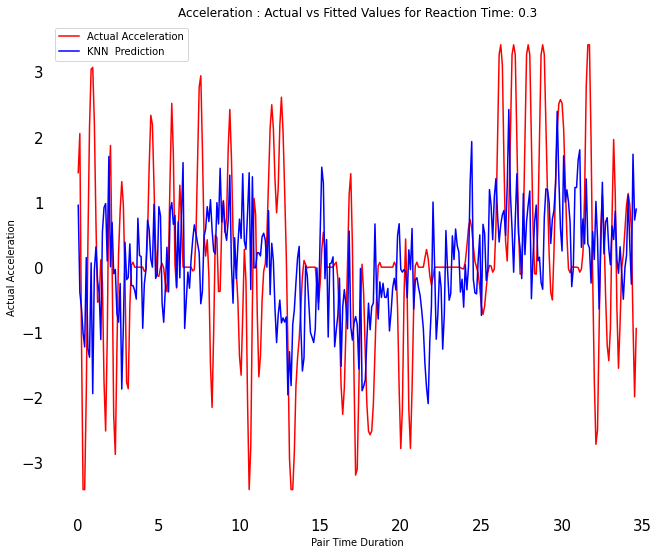 Acceleration : Actual vs Fitted Values for Reaction Time: 0.3
Actual Acceleration
KNN  Prediction
Actual Acceleration
3
2
1
0
−1
−2
−3
0 5 10 15 20 25 30 35
Pair Time Duration